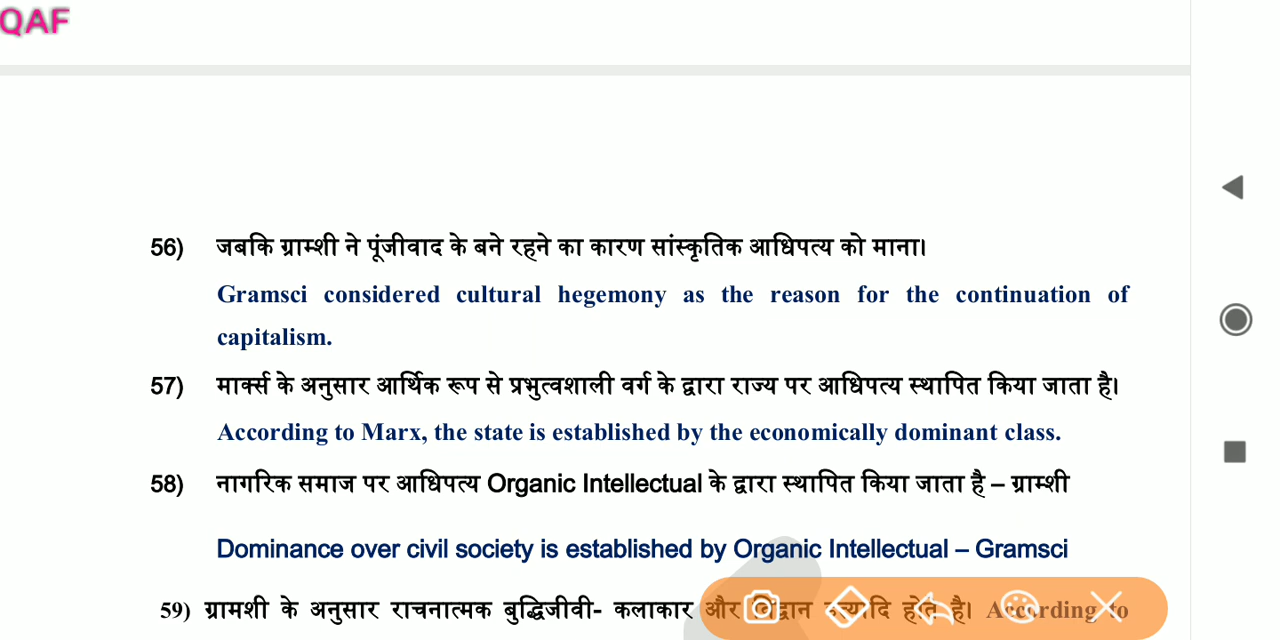 QAF
56) जबकि ग्राम्शी ने पूंजीवाद के बने रहने का कारण सांस्कृतिक आधिपत्य को माना।
Gramsci considered cultural hegemony as the reason for the continuation of
capitalism.
57) मार्क्स के अनुसार आर्थिक रूप से प्रभुत्वशाली वर्ग के द्वारा राज्य पर आधिपत्य स्थापित किया जाता है।
According to Marx, the state is established by the economically dominant class.
58) नागरिक समाज पर आधिपत्य Organic Intellectual के द्वारा स्थापित किया जाता है – ग्राम्शी
Dominance over civil society is established by Organic Intellectual – Gramsci
59) ग्रामशी के अनुसार राचनात्मक बुद्धिजीवी- कलाकार और विद्वान इत्यादि होते है। According to